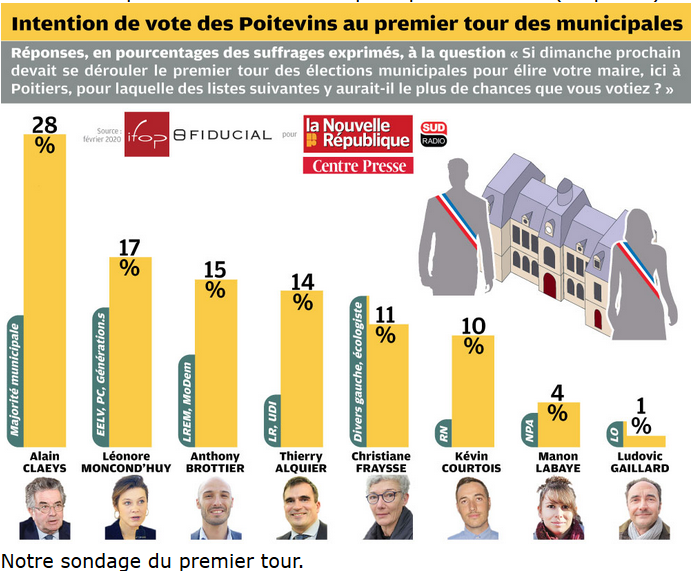 Intention de vote des Poitevins au premier tour des municipales
Réponses, en pourcentages des suffrages exprimés, à la question « Si dimanche prochain
devait se dérouler le premier tour des élections municipales pour élire votre maire, ici à
Poitiers, pour laquelle des listes suivantes y aurait-il le plus de chances que vous votiez ? »
Source :
février 2020
ifop
FIDUCIAL
pour
la Nouvelle
République
Centre Presse
SUD
RADIO
28
%
17
%
15
%
14
%
11
%
10
%
4
%
1
%
Majorité municipale
EELV, PC, Génération.s
LREM, MoDem
LR, UDI
Divers gauche, écologiste
RN
NPA
LO
Alain
CLAEYS
Léonore
MONCOND'HUY
Anthony
BROTTIER
Thierry
ALQUIER
Christiane
FRAYSSE
Kévin
COURTOIS
Manon
LABAYE
Ludovic
GAILLARD
Notre sondage du premier tour.